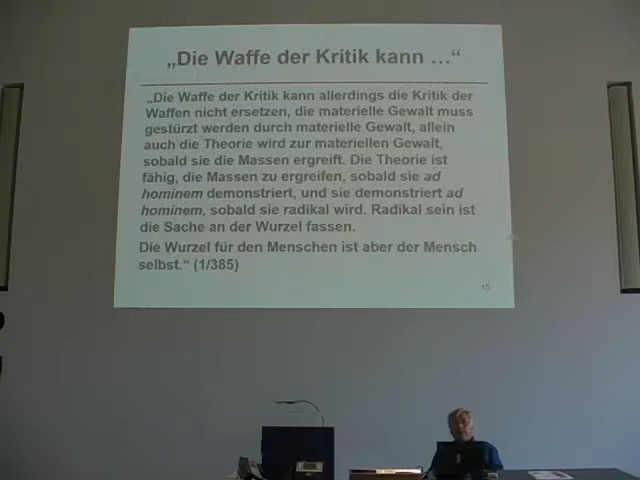 „Die Waffe der Kritik kann …“
„Die Waffe der Kritik kann allerdings die Kritik der
Waffen nicht ersetzen, die materielle Gewalt muss
gestürzt werden durch materielle Gewalt, allein
auch die Theorie wird zur materiellen Gewalt,
sobald sie die Massen ergreift. Die Theorie ist
fähig, die Massen zu ergreifen, sobald sie ad
hominem demonstriert, und sie demonstriert ad
hominem, sobald sie radikal wird. Radikal sein ist
die Sache an der Wurzel fassen.
Die Wurzel für den Menschen ist aber der Mensch
selbst.“ (1/385)
10